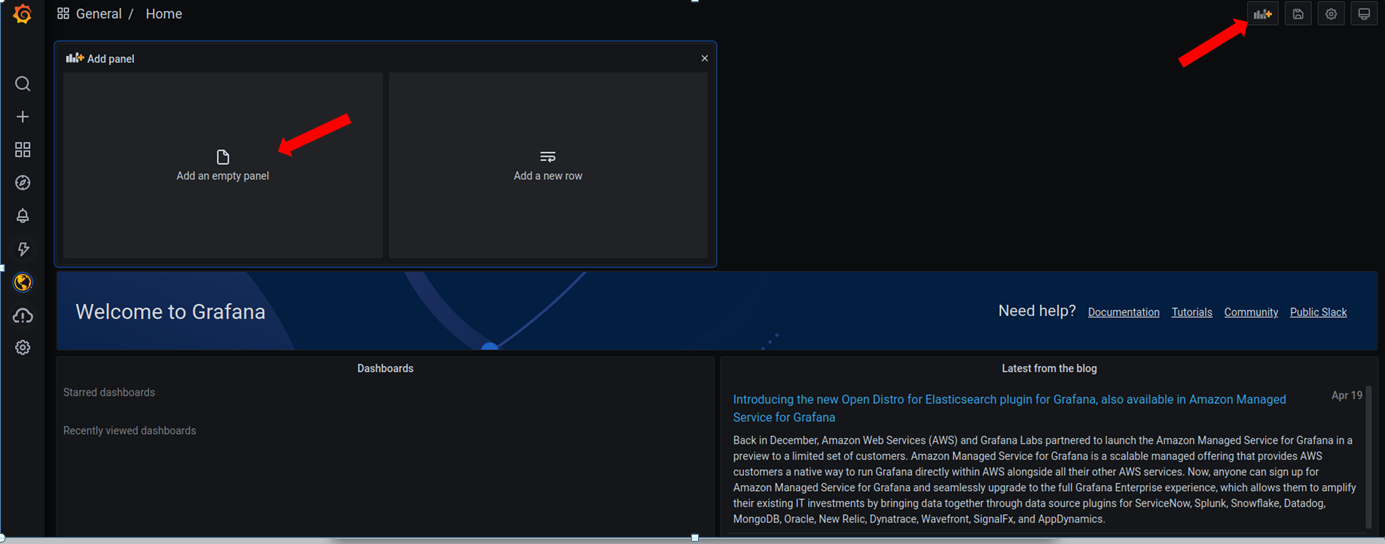 General / Home
Add panel
Add an empty panel
Add a new row
Welcome to Grafana
Need help? Documentation Tutorials Community Public Slack
Dashboards
Starred dashboards
Recently viewed dashboards
Latest from the blog
Introducing the new Open Distro for Elasticsearch plugin for Grafana, also available in Amazon Managed
Service for Grafana
Apr 19
Back in December, Amazon Web Services (AWS) and Grafana Labs partnered to launch the Amazon Managed Service for Grafana in a
preview to a limited set of customers. Amazon Managed Service for Grafana is a scalable managed offering that provides AWS
customers a native way to run Grafana directly within AWS alongside all their other AWS services. Now, anyone can sign up for
Amazon Managed Service for Grafana and seamlessly upgrade to the full Grafana Enterprise experience, which allows them to amplify
their existing IT investments by bringing data together through data source plugins for ServiceNow, Splunk, Snowflake, Datadog,
MongoDB, Oracle, New Relic, Dynatrace, Wavefront, SignalFx, and AppDynamics.